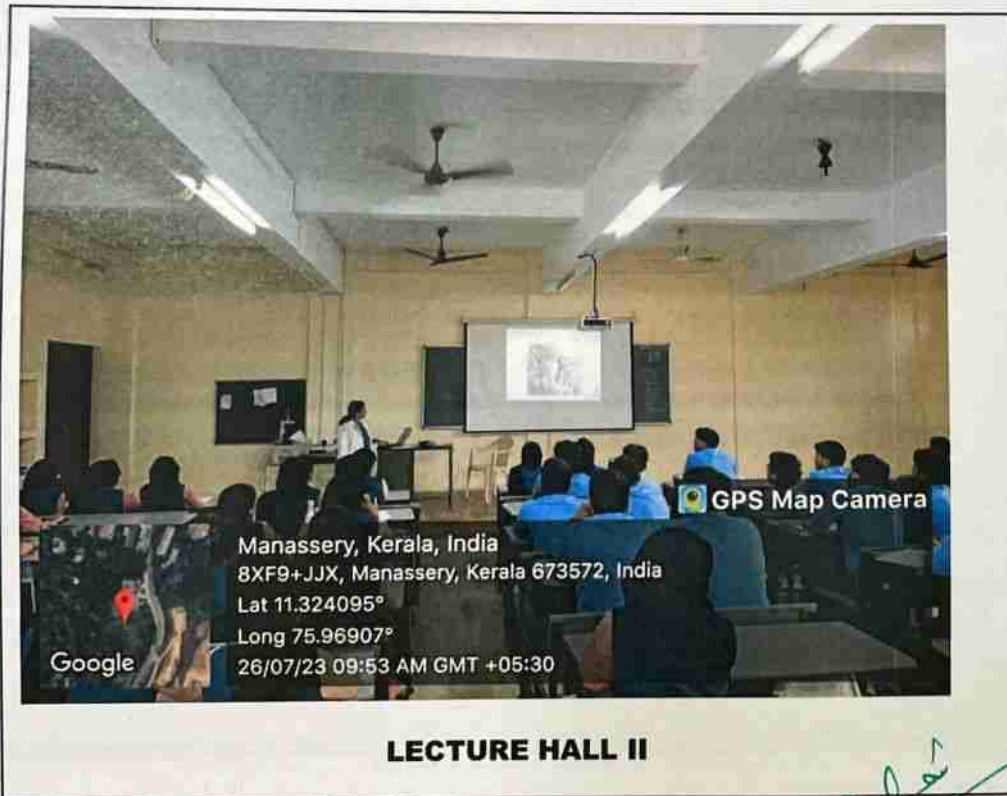 GPS Map Camera
Manassery, Kerala, India
8XF9+JJX, Manassery, Kerala 673572, India
Lat 11.324095°
Long 75.96907°
26/07/23 09:53 AM GMT +05:30
Google
LECTURE HALL II